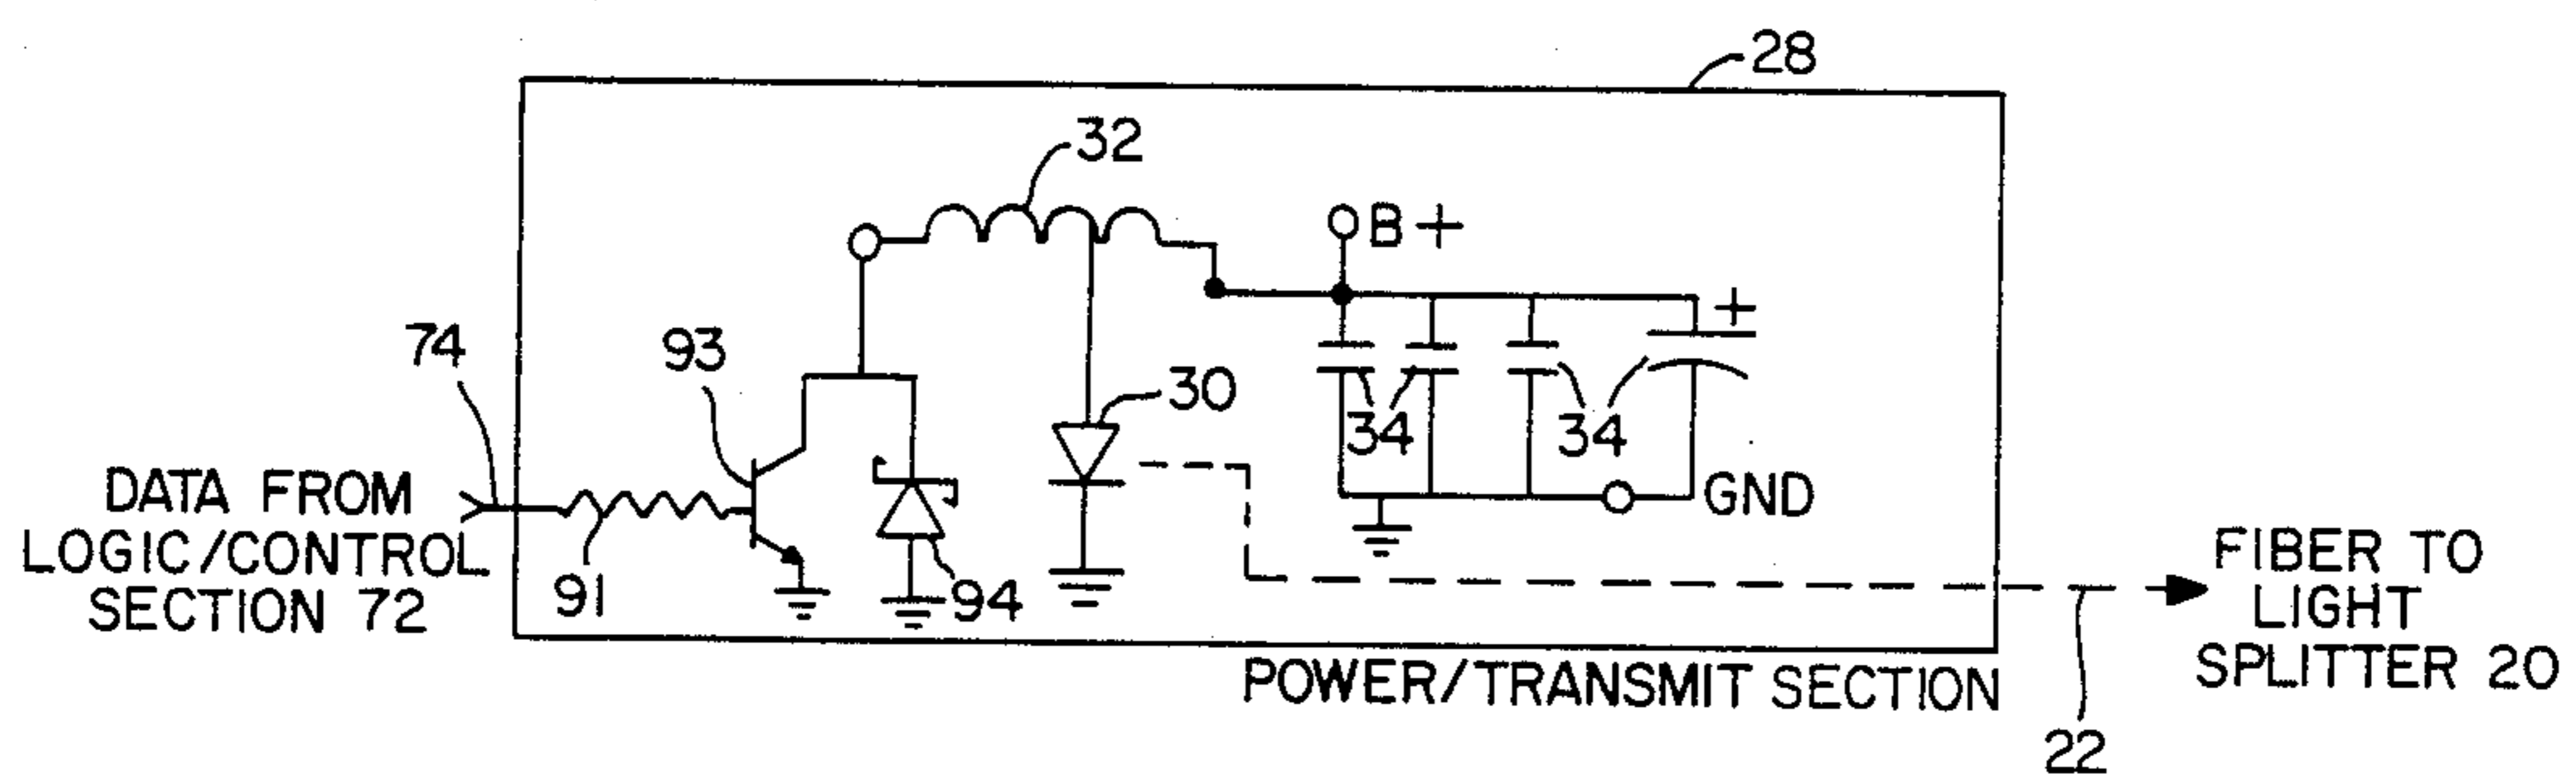 28
32
B+
+
74
93
30
34
34
DATA FROM
LOGIC/CONTROL
SECTION 72
GND
91
94
FIBER TO
LIGHT
SPLITTER 20
POWER/TRANSMIT SECTION
22